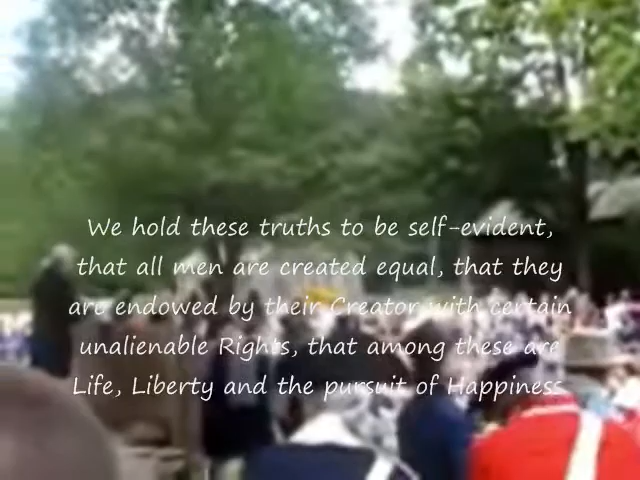 We hold these truths to be self-evident,
that all men are created equal, that they
are endowed by their Creator with certain
unalienable Rights, that among these are
Life, Liberty and the pursuit of Happiness.